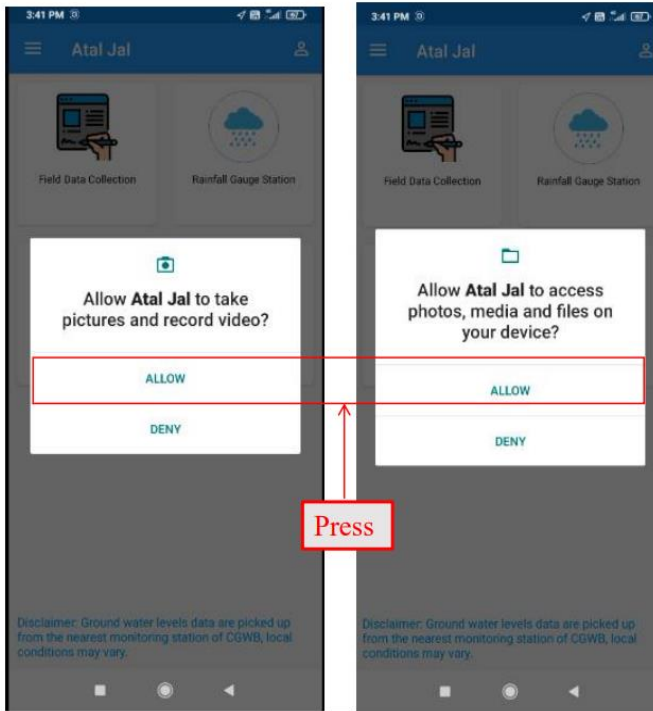 3:41 PM
Atal Jal
Field Data Collection
Rainfall Gauge Station
Allow Atal Jal to take
pictures and record video?
ALLOW
DENY
Disclaimer: Ground water levels data are picked up
from the nearest monitoring station of CGWB, local
conditions may vary.
3:41 PM
Atal Jal
Field Data Collection
Rainfall Gauge Station
Allow Atal Jal to access
photos, media and files on
your device?
ALLOW
DENY
Disclaimer: Ground water levels data are picked up
from the nearest monitoring station of CGWB, local
conditions may vary.
Press